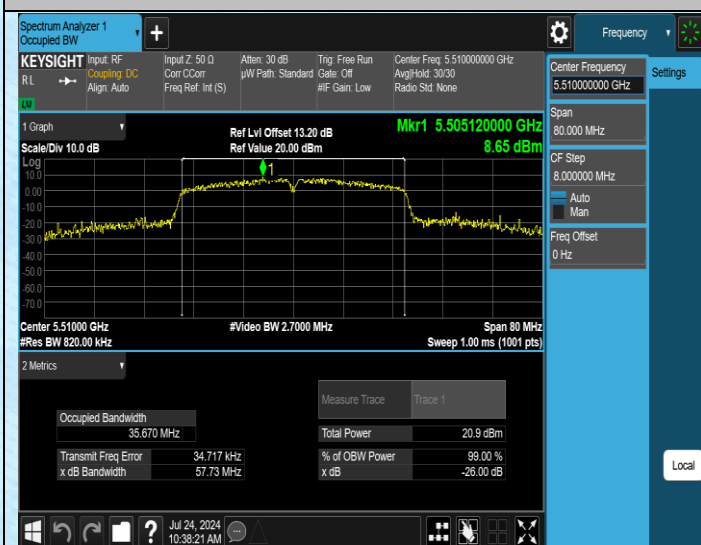 Spectrum Analyzer 1
Occupied BW
+
Frequency
KEYSIGHT
RL
LXI
Input: RF
Coupling: DC
Align: Auto
Input Z: 50 Ω
Corr CCorr
Freq Ref: Int (S)
Atten: 30 dB
µW Path: Standard
Trig: Free Run
Gate: Off
#IF Gain: Low
Center Freq: 5.510000000 GHz
Avg|Hold: 30/30
Radio Std: None
Center Frequency
5.510000000 GHz
Settings
Span
80.000 MHz
CF Step
8.000000 MHz
Auto
Man
Freq Offset
0 Hz
Local
1 Graph
Scale/Div 10.0 dB
Ref Lvl Offset 13.20 dB
Ref Value 20.00 dBm
Mkr1 5.505120000 GHz
8.65 dBm
Log
10.0
0.00
-10.0
-20.0
-30.0
-40.0
-50.0
-60.0
-70.0
1
Center 5.51000 GHz
#Res BW 820.00 kHz
#Video BW 2.7000 MHz
Span 80 MHz
Sweep 1.00 ms (1001 pts)
2 Metrics
Measure Trace
Trace 1
Occupied Bandwidth
35.670 MHz
Total Power
20.9 dBm
Transmit Freq Error
34.717 kHz
% of OBW Power
99.00 %
x dB Bandwidth
57.73 MHz
x dB
-26.00 dB
?
Jul 24, 2024
10:38:21 AM